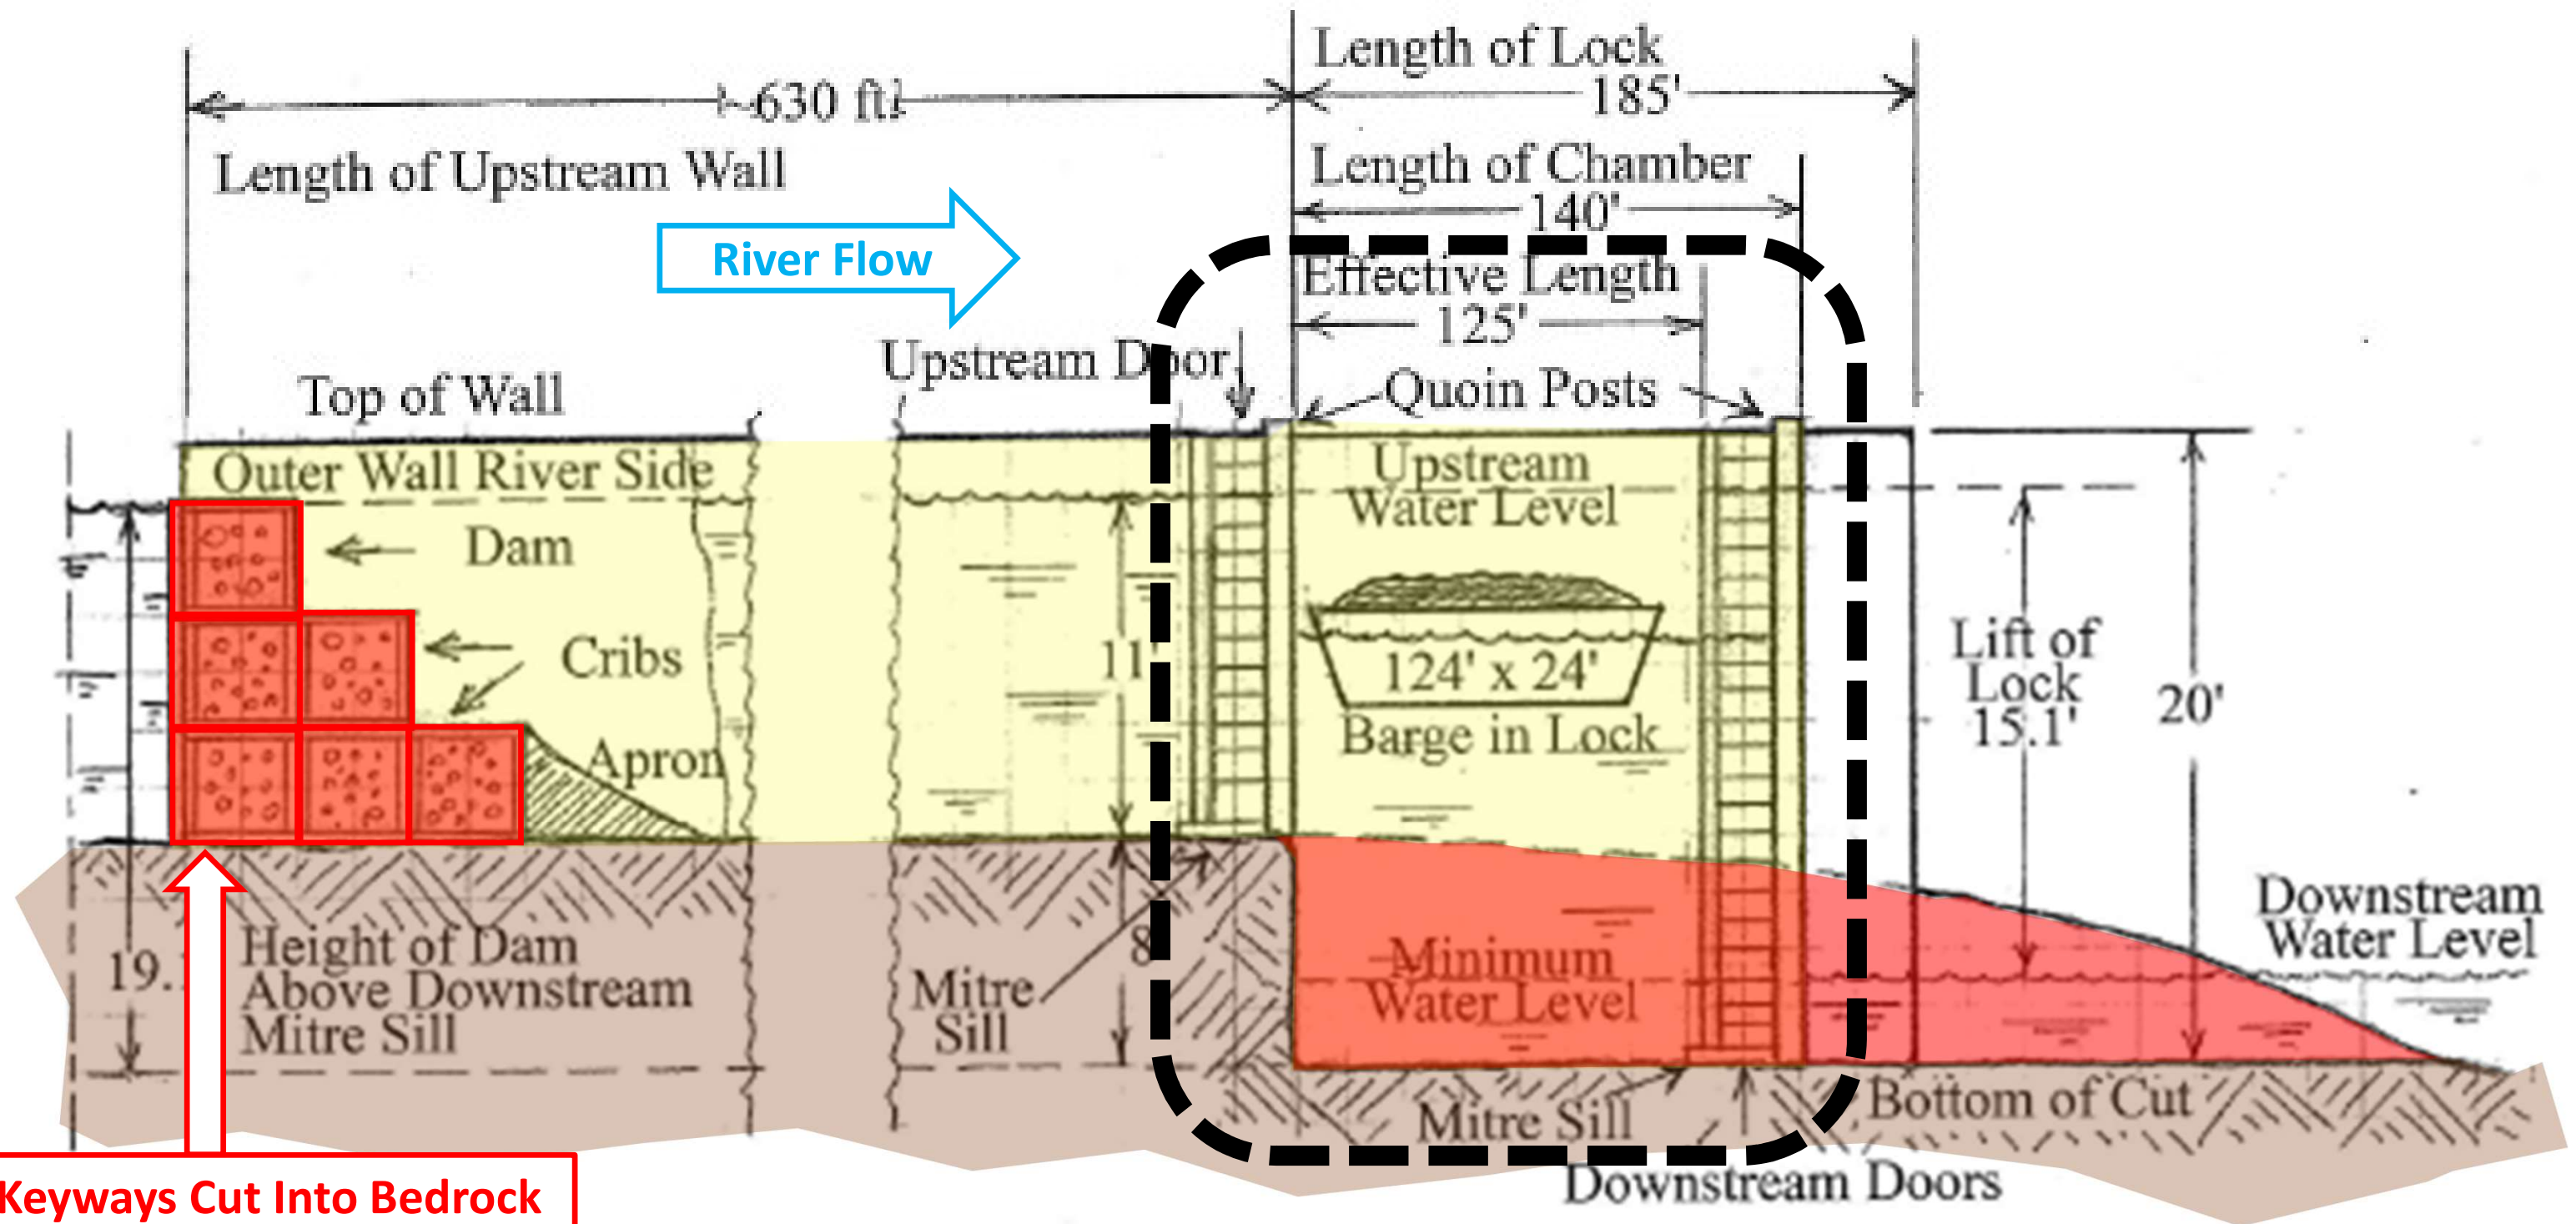 Length of Lock
~630 ft
185'
Length of Upstream Wall
Length of Chamber
140'
River Flow
Effective Length
125'
Upstream Door
Quoin Posts
Top of Wall
Outer Wall River Side
Upstream
Water Level
Dam
Cribs
11'
124' x 24'
Barge in Lock
Lift of
Lock
15.1'
20'
Apron
Downstream
Water Level
Height of Dam
Above Downstream
Mitre Sill
19.
8
Mitre
Sill
Minimum
Water Level
Mitre Sill
Bottom of Cut
Downstream Doors
Keyways Cut Into Bedrock